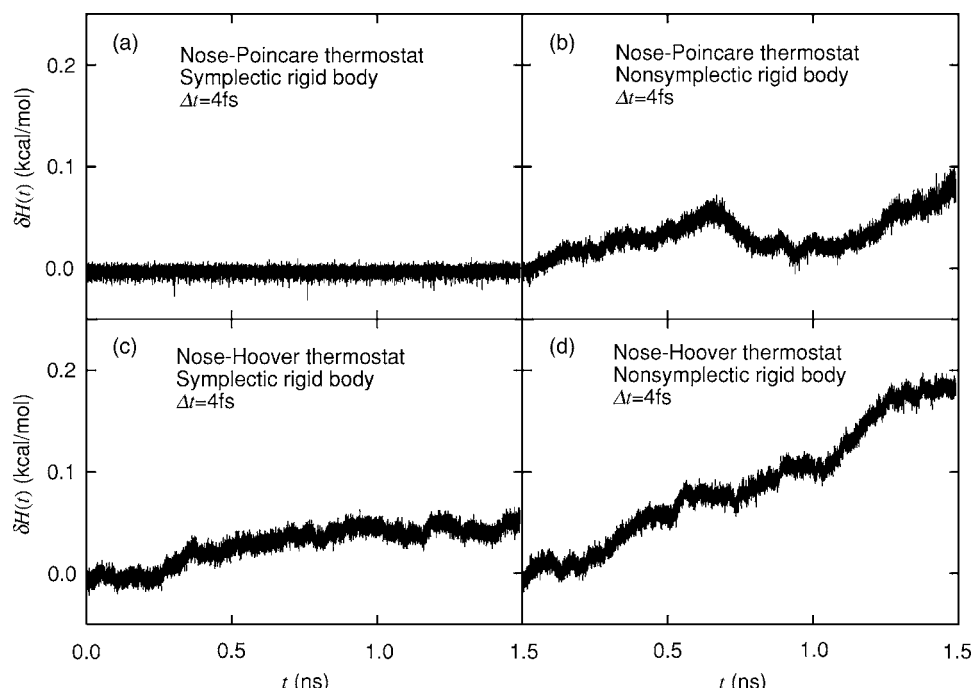 (a)
Nose-Poincare thermostat
Symplectic rigid body
Δt=4fs
(b)
Nose-Poincare thermostat
Nonsymplectic rigid body
Δt=4fs
0.2
0.1
0.0
δH(t) (kcal/mol)
(c)
Nose-Hoover thermostat
Symplectic rigid body
Δt=4fs
(d)
Nose-Hoover thermostat
Nonsymplectic rigid body
Δt=4fs
0.2
0.1
0.0
δH(t) (kcal/mol)
0.0 0.5 1.0 1.5 0.5 1.0 1.5
t (ns) t (ns)